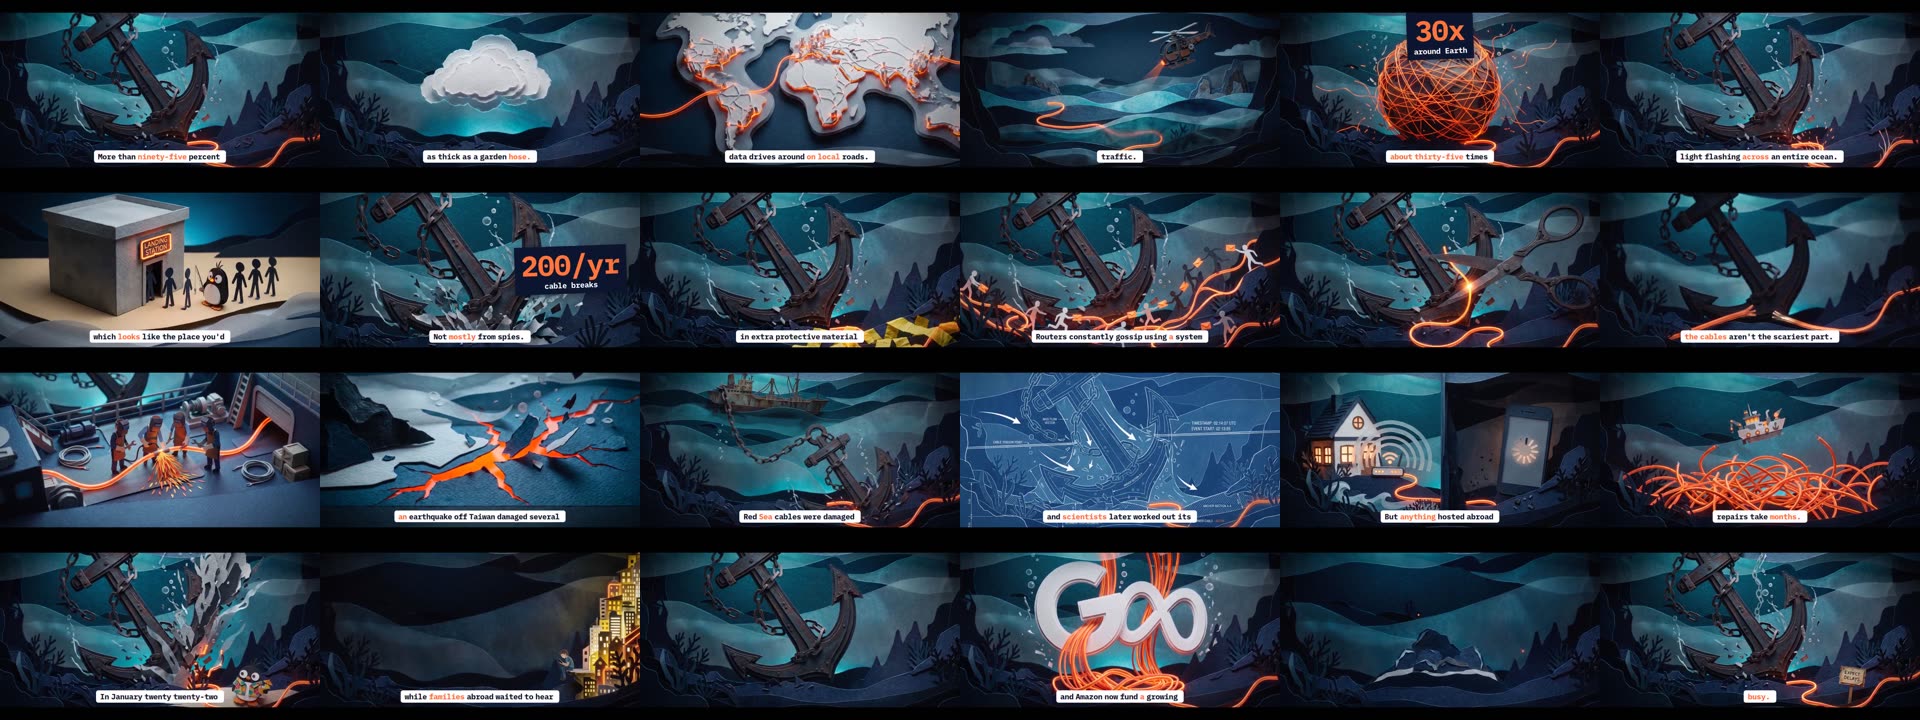 More than ninety-five percent
as thick as a garden hose.
data drives around on local roads.
traffic.
30x
around Earth
about thirty-five times
light flashing across an entire ocean.
LANDING
STATION
which looks like the place you'd
200/yr
cable breaks
Not mostly from spies.
in extra protective material
Routers constantly gossip using a system
the cables aren't the scariest part.
an earthquake off Taiwan damaged several
Red Sea cables were damaged
and scientists later worked out its
But anything hosted abroad
repairs take months.
In January twenty twenty-two
while families abroad waited to hear
GOO
and Amazon now fund a growing
EXPECT
DELAYS
busy.